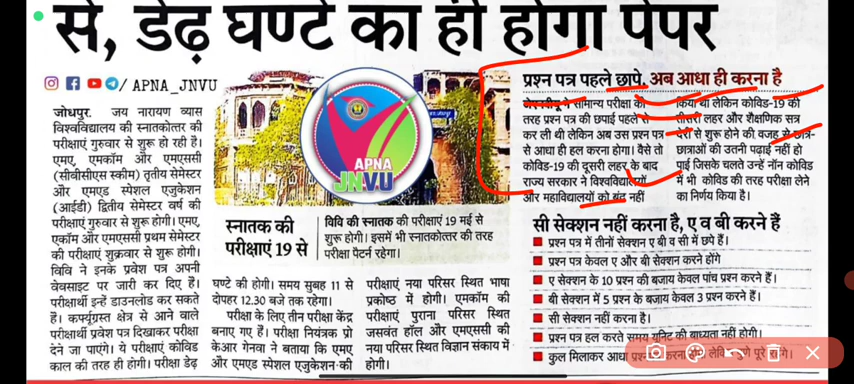 से, डेढ़ घण्टे का ही होगा पेपर
/ APNA_JNVU
जोधपुर. जय नारायण व्यास
विश्वविद्यालय की स्नातकोत्तर की
परीक्षाएं गुरुवार से शुरू हो रही है।
एमए, एमकॉम और एमएससी
(सीबीसीएस स्कीम) तृतीय सेमेस्टर
और एमएड स्पेशल एजुकेशन
(आईडी) द्वितीय सेमेस्टर वर्ष की
परीक्षाएं गुरुवार से शुरू होगी। एमए,
एकॉम और एमएससी प्रथम सेमेस्टर
की परीक्षाएं शुक्रवार से शुरू होगी।
विवि ने इनके प्रवेश पत्र अपनी
वेबसाइट पर जारी कर दिए हैं।
परीक्षार्थी इन्हें डाउनलोड कर सकते
हैं। कर्फ्यूग्रस्त क्षेत्र से आने वाले
परीक्षार्थी प्रवेश पत्र दिखाकर परीक्षा
देने जा पाएंगे। ये परीक्षाएं कोविड
काल की तरह ही होगी। परीक्षा डेढ़
APNA
JNVU
स्नातक की
परीक्षाएं 19 से
विवि की स्नातक की परीक्षाएं 19 मई से
शुरू होगी। इसमें भी स्नातकोत्तर की तरह
परीक्षा पैटर्न रहेगा।
घण्टे की होगी। समय सुबह 11 से
दोपहर 12.30 बजे तक रहेगा।
परीक्षा के लिए तीन परीक्षा केंद्र
बनाए गए हैं। परीक्षा नियंत्रक प्रो
केआर गेनवा ने बताया कि एमए
और एमएड स्पेशल एजुकेशन की
परीक्षाएं नया परिसर स्थित भाषा
प्रकोष्ठ में होगी। एमकॉम की
परीक्षाएं पुराना परिसर स्थित
जसवंत हॉल और एमएससी की
नया परिसर स्थित विज्ञान संकाय में
होगी।
प्रश्न पत्र पहले छापे, अब आधा ही करना है
जेएनवीयू ने सामान्य परीक्षा की
तरह प्रश्न पत्र की छपाई पहले से
कर ली थी लेकिन अब उस प्रश्न पत्र
से आधा ही हल करना होगा। वैसे तो
कोविड-19 की दूसरी लहर के बाद
राज्य सरकार ने विश्वविद्यालयों
और महाविद्यालयों को बंद नहीं
किया था लेकिन कोविड-19 की
तीसरी लहर और शैक्षणिक सत्र
देरी से शुरू होने की वजह से छात्र-
छात्राओं की उतनी पढ़ाई नहीं हो
पाई जिसके चलते उन्हें नॉन कोविड
में भी कोविड की तरह परीक्षा लेने
का निर्णय किया है।
सी सेक्शन नहीं करना है, ए व बी करने हैं
प्रश्न पत्र में तीनों सेक्शन ए बी व सी में छपे हैं।
प्रश्न पत्र केवल ए और बी सेक्शन करने होंगे
ए सेक्शन के 10 प्रश्न की बजाय केवल पांच प्रश्न करने हैं।
बी सेक्शन में 5 प्रश्न के बजाय केवल 3 प्रश्न करने हैं।
सी सेक्शन नहीं करना है।
प्रश्न पत्र हल करते समय यूनिट की बाध्यता नहीं होगी।
कुल मिलाकर आधा प्रश्न करना